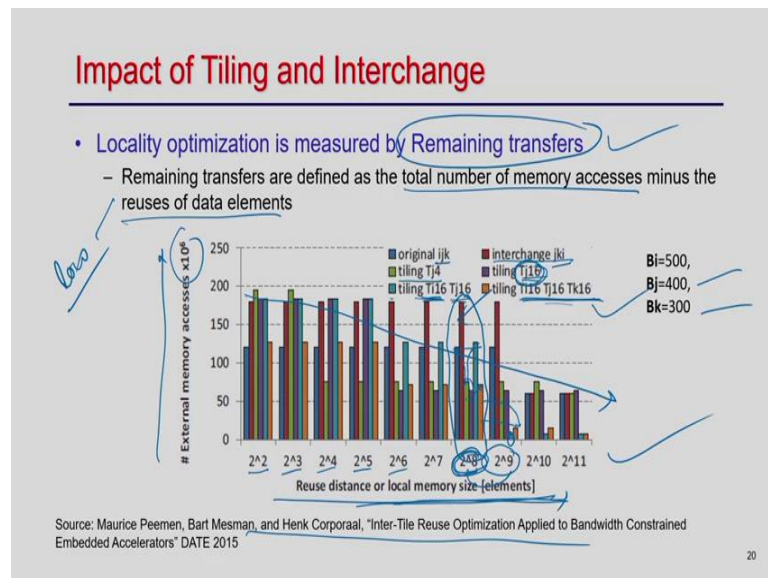 Impact of Tiling and Interchange
• Locality optimization is measured by Remaining transfers
– Remaining transfers are defined as the total number of memory accesses minus the
reuses of data elements
# External memory accesses x10⁶
250
200
150
100
50
0
original ijk
interchange jki
tiling Tj4
tiling Tj16
tiling Ti16 Tj16
tiling Ti16 Tj16 Tk16
Bi=500,
Bj=400,
Bk=300
2^2 2^3 2^4 2^5 2^6 2^7 2^8 2^9 2^10 2^11
Reuse distance or local memory size [elements]
Source: Maurice Peemen, Bart Mesman, and Henk Corporaal, “Inter-Tile Reuse Optimization Applied to Bandwidth Constrained
Embedded Accelerators” DATE 2015
20